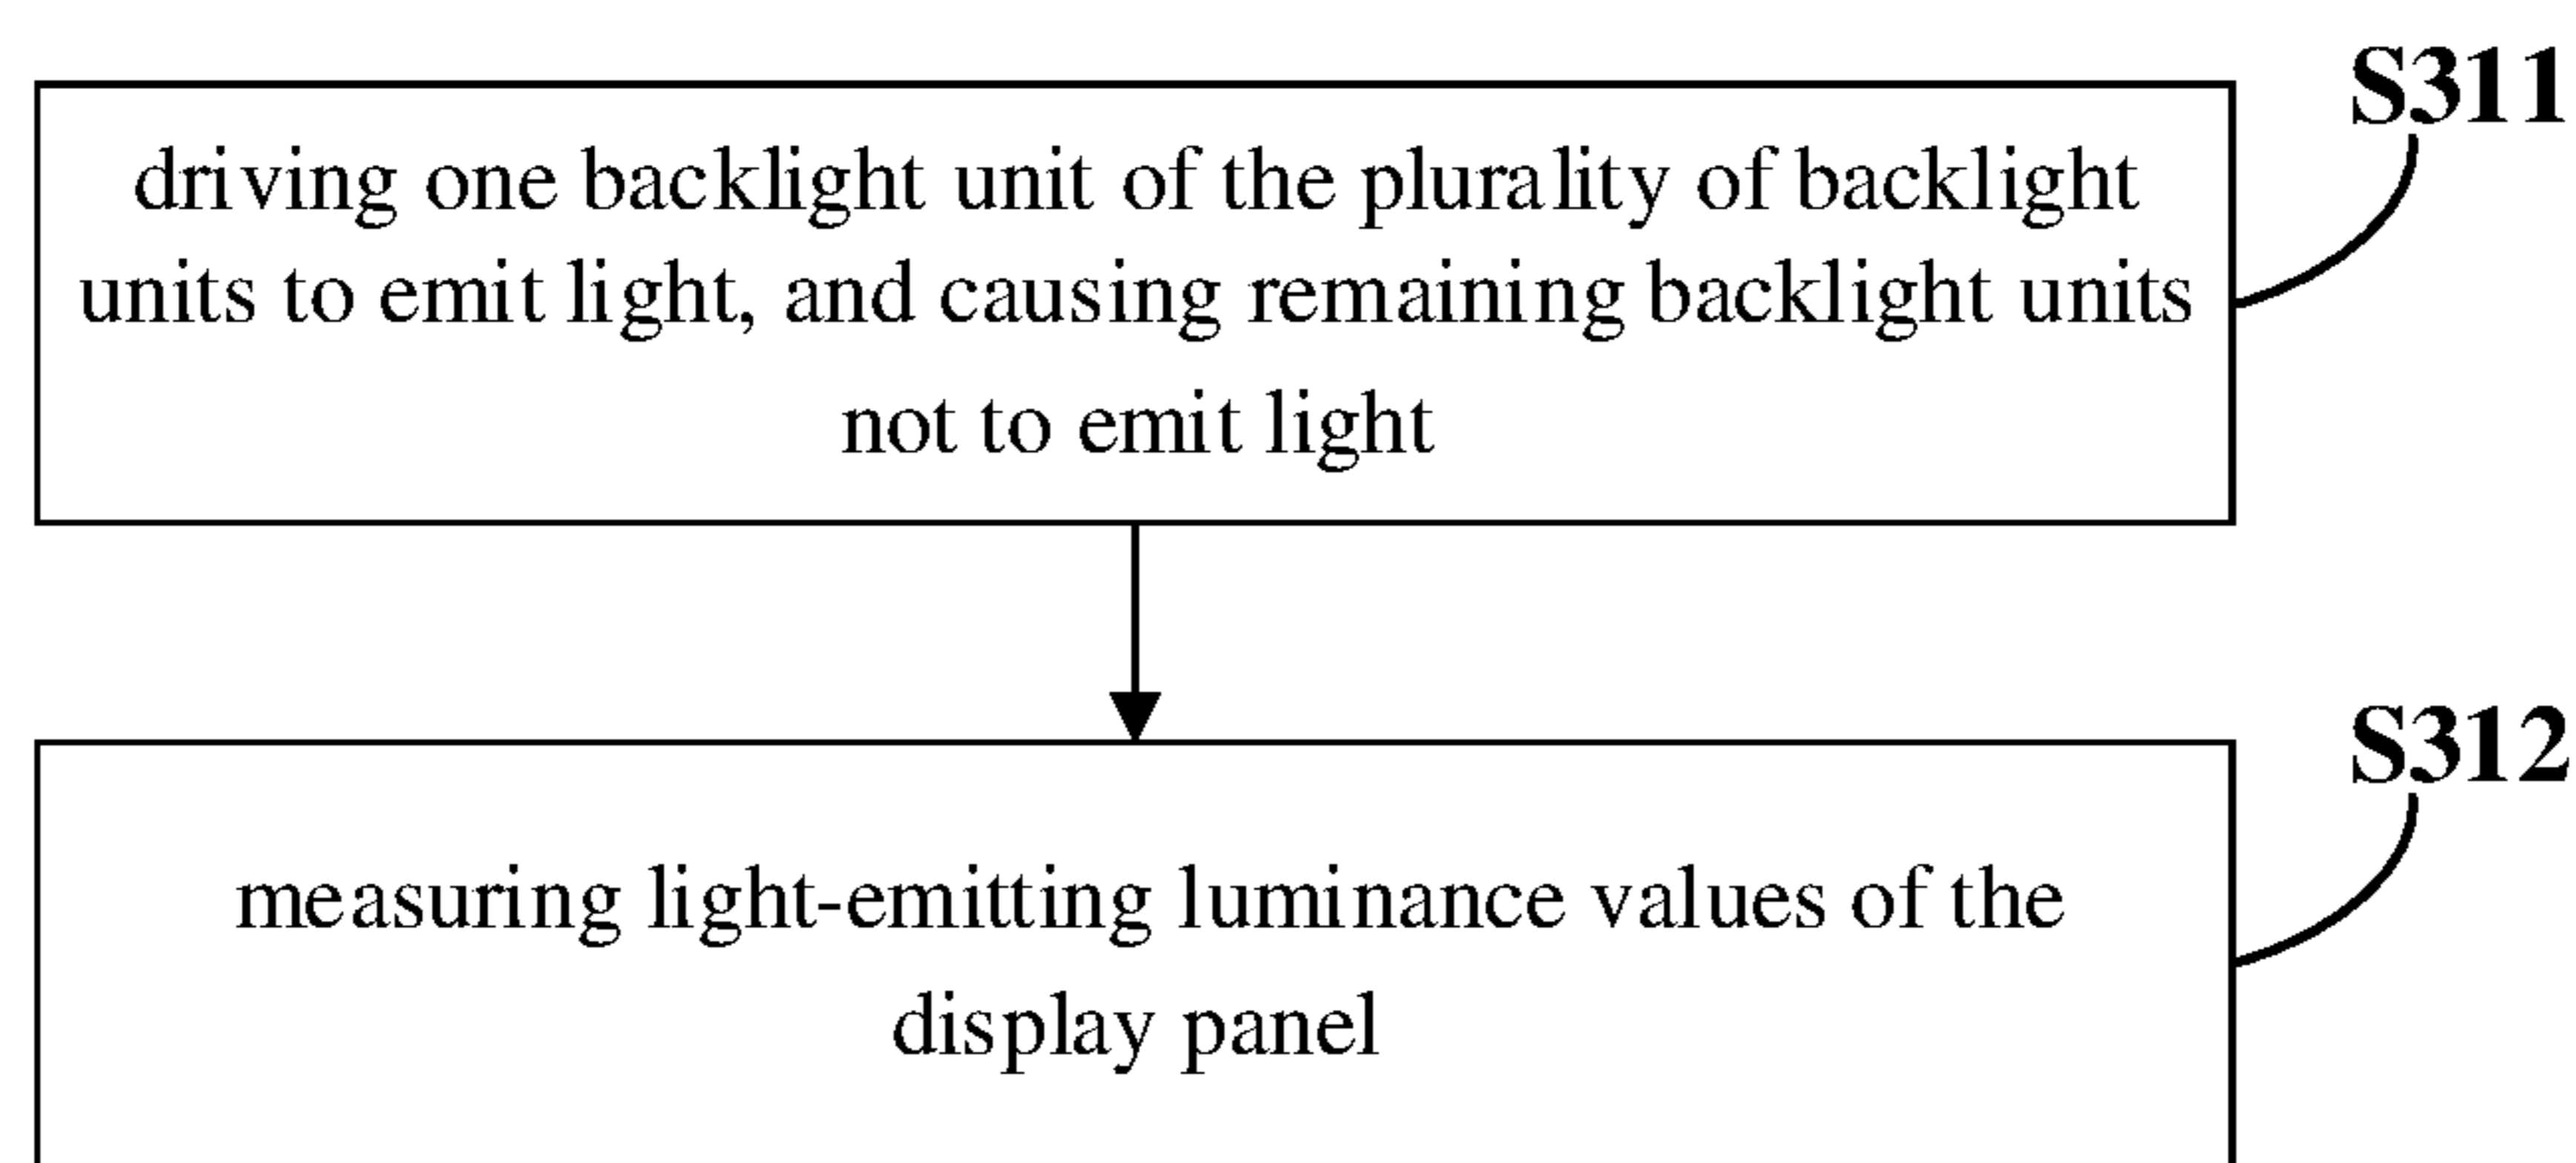 S311
driving one backlight unit of the plurality of backlight
units to emit light, and causing remaining backlight units
not to emit light
S312
measuring light-emitting luminance values of the
display panel